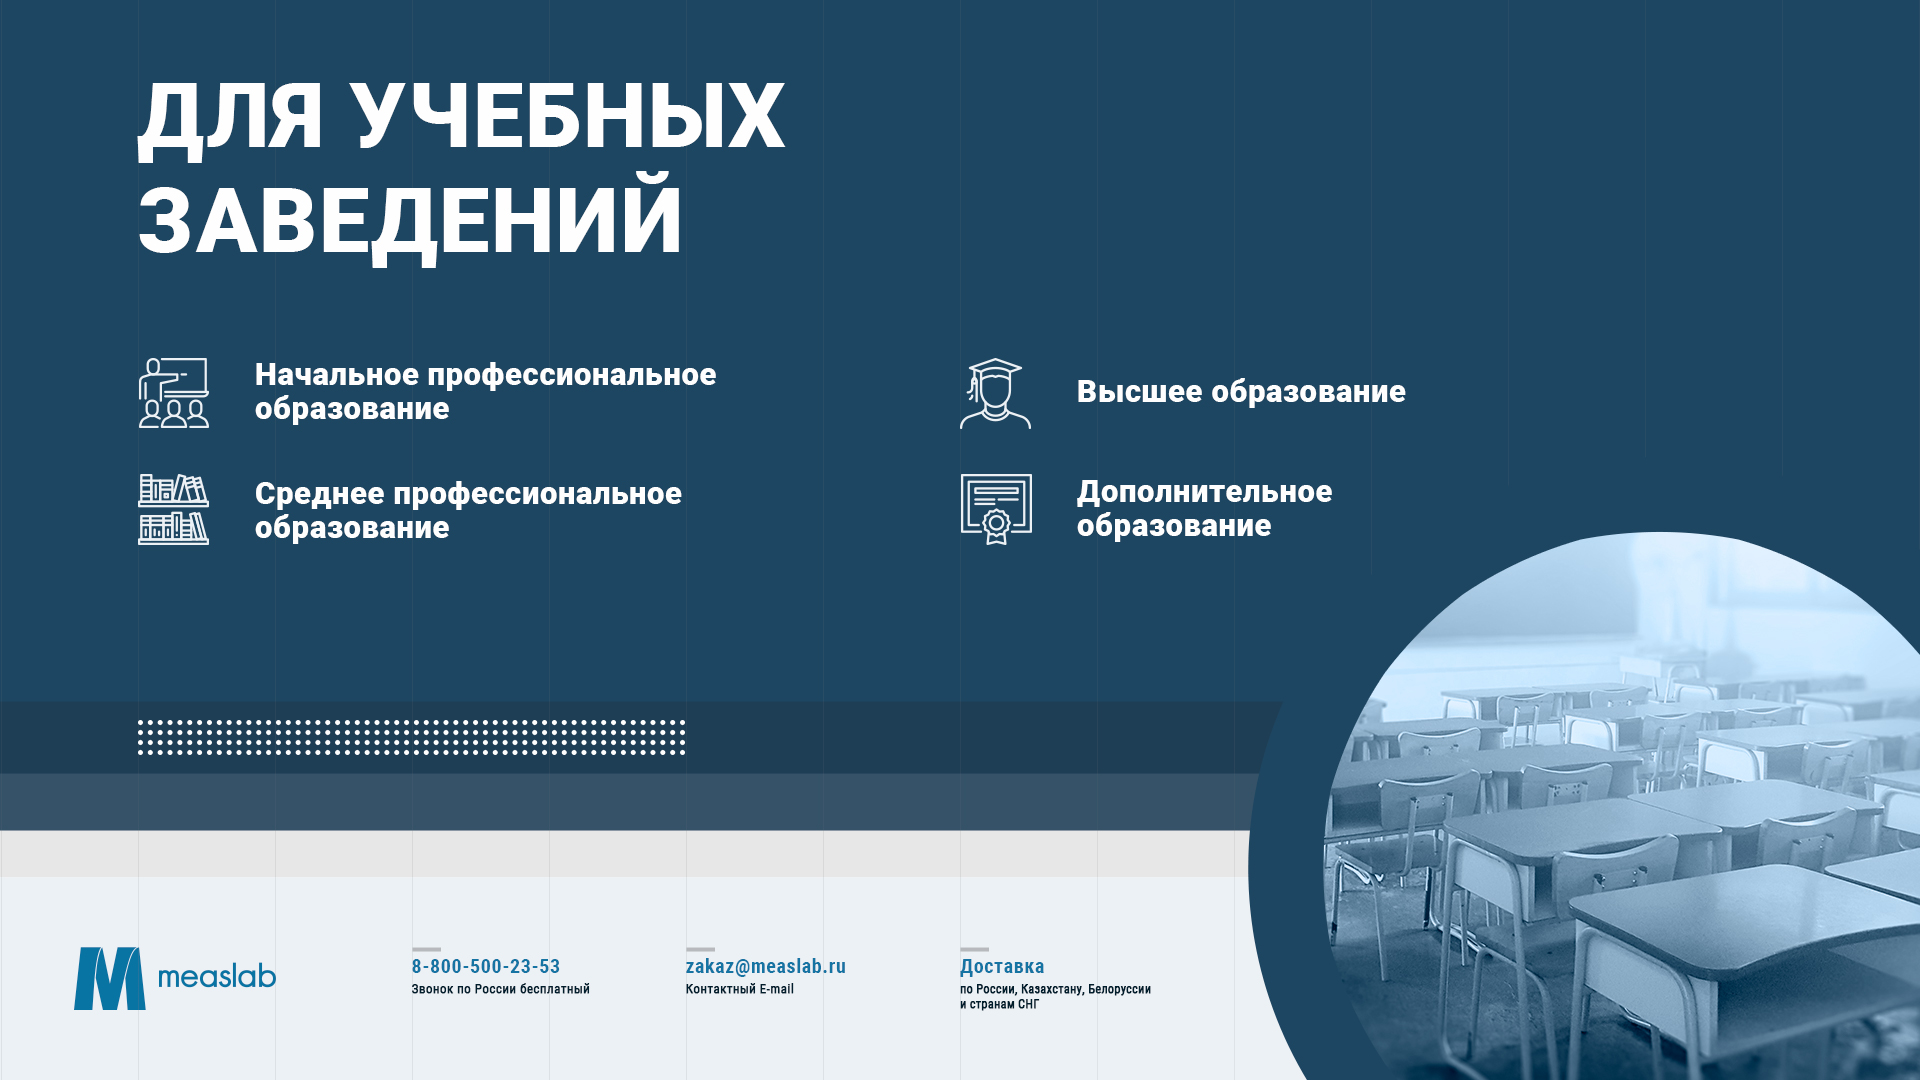 ДЛЯ УЧЕБНЫХ
ЗАВЕДЕНИЙ
Начальное профессиональное
образование
Высшее образование
Среднее профессиональное
образование
Дополнительное
образование
measlab
8-800-500-23-53
Звонок по России бесплатный
zakaz@measlab.ru
Контактный E-mail
Доставка
по России, Казахстану, Белоруссии
и странам СНГ